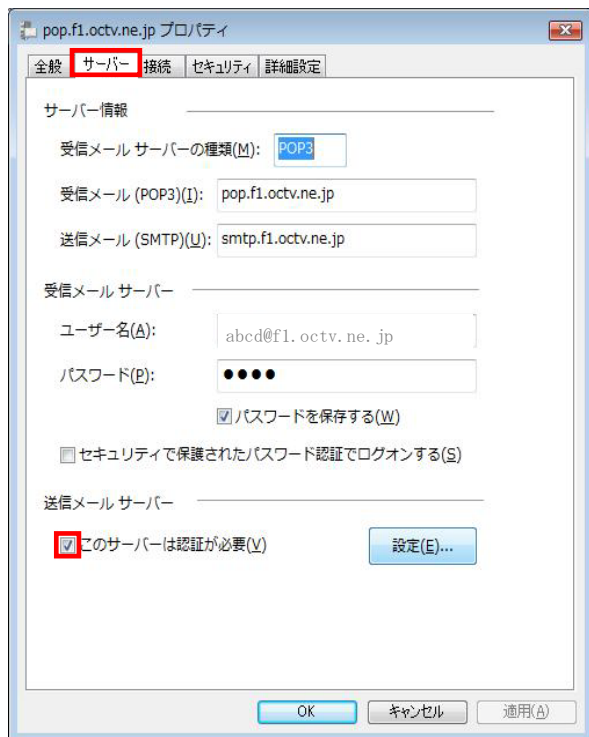 pop.f1.octv.ne.jp プロパティ
全般 サーバー 接続 セキュリティ 詳細設定
サーバー情報
受信メール サーバーの種類(M): POP3
受信メール (POP3)(I): pop.f1.octv.ne.jp
送信メール (SMTP)(U): smtp.f1.octv.ne.jp
受信メール サーバー
ユーザー名(A): abcd@f1.octv.ne.jp
パスワード(P): ●●●●
パスワードを保存する(W)
セキュリティで保護されたパスワード認証でログオンする(S)
送信メール サーバー
このサーバーは認証が必要(V) 設定(E)...
OK キャンセル 適用(A)